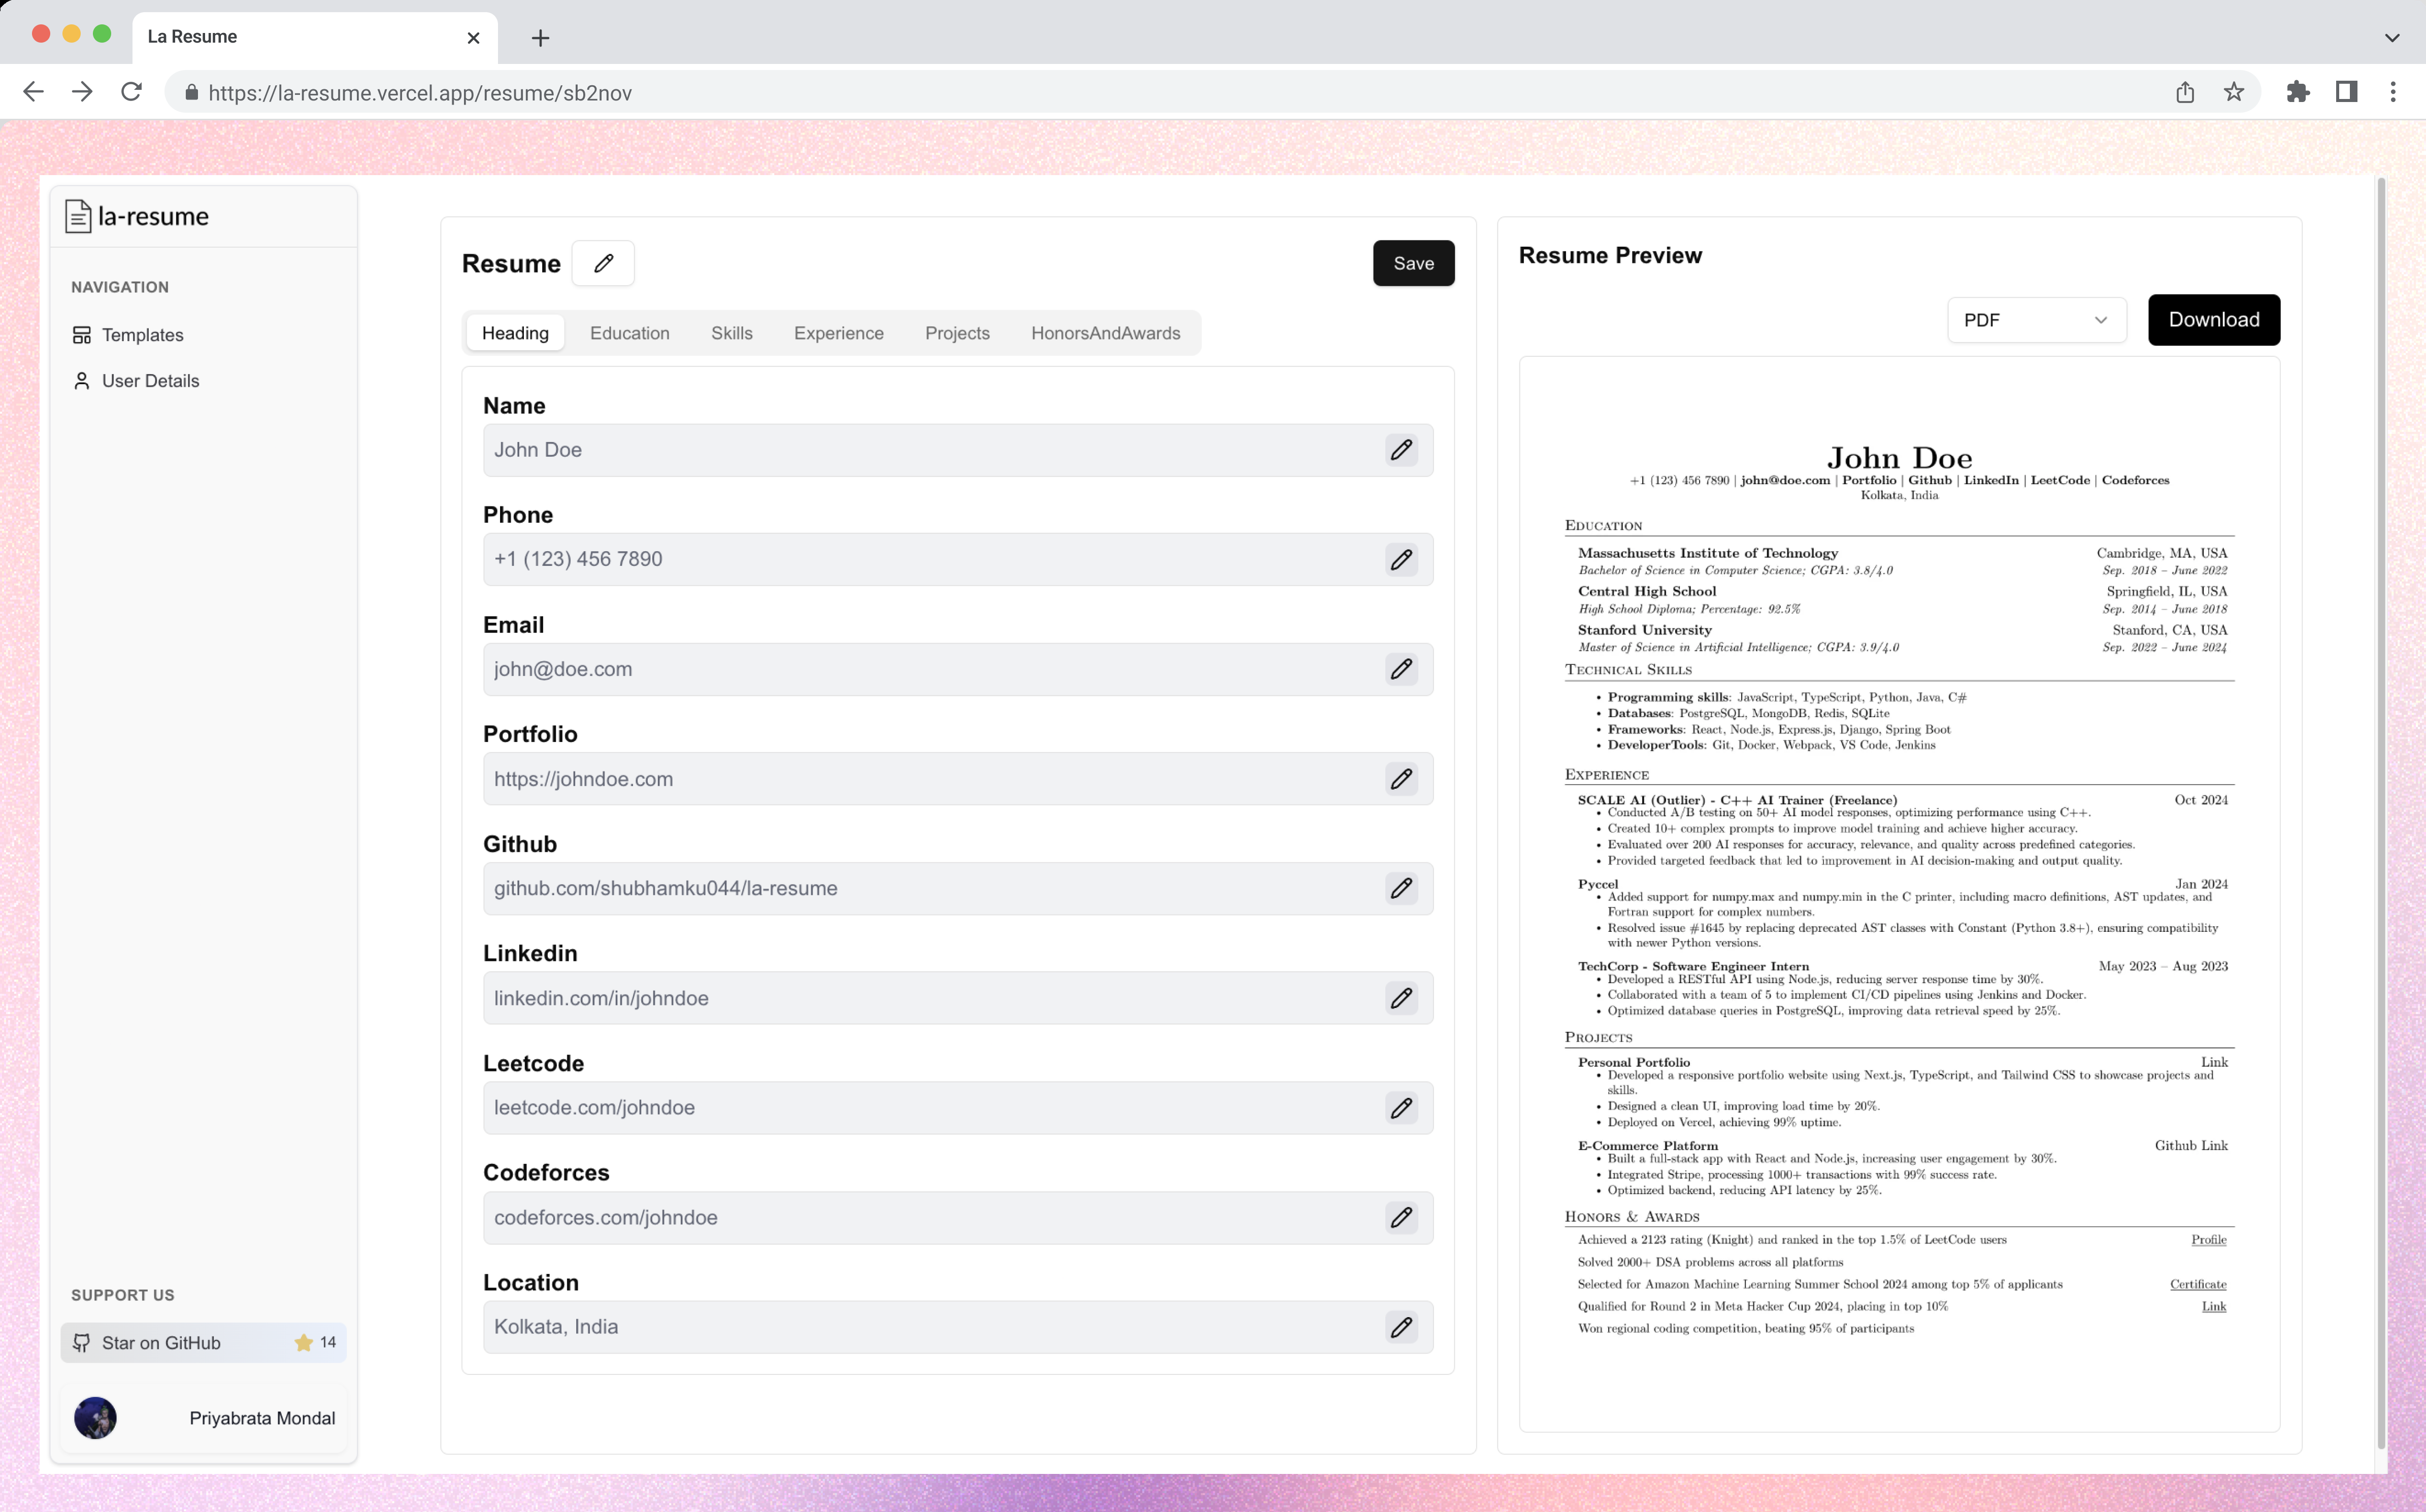 La Resume
https://la-resume.vercel.app/resume/sb2nov
la-resume
NAVIGATION
Templates
User Details
SUPPORT US
Star on GitHub 14
Priyabrata Mondal
Resume
Save
Heading Education Skills Experience Projects HonorsAndAwards
Name
John Doe
Phone
+1 (123) 456 7890
Email
john@doe.com
Portfolio
https://johndoe.com
Github
github.com/shubhamku044/la-resume
Linkedin
linkedin.com/in/johndoe
Leetcode
leetcode.com/johndoe
Codeforces
codeforces.com/johndoe
Location
Kolkata, India
Resume Preview
PDF
Download
John Doe
+1 (123) 456 7890 | john@doe.com | Portfolio | Github | LinkedIn | LeetCode | Codeforces
Kolkata, India
Education
Massachusetts Institute of Technology Cambridge, MA, USA
Bachelor of Science in Computer Science; CGPA: 3.8/4.0 Sep. 2018 – June 2022
Central High School Springfield, IL, USA
High School Diploma; Percentage: 92.5% Sep. 2014 – June 2018
Stanford University Stanford, CA, USA
Master of Science in Artificial Intelligence; CGPA: 3.9/4.0 Sep. 2022 – June 2024
Technical Skills
• Programming skills: JavaScript, TypeScript, Python, Java, C#
• Databases: PostgreSQL, MongoDB, Redis, SQLite
• Frameworks: React, Node.js, Express.js, Django, Spring Boot
• DeveloperTools: Git, Docker, Webpack, VS Code, Jenkins
Experience
SCALE AI (Outlier) - C++ AI Trainer (Freelance) Oct 2024
• Conducted A/B testing on 50+ AI model responses, optimizing performance using C++.
• Created 10+ complex prompts to improve model training and achieve higher accuracy.
• Evaluated over 200 AI responses for accuracy, relevance, and quality across predefined categories.
• Provided targeted feedback that led to improvement in AI decision-making and output quality.
Pyccel Jan 2024
• Added support for numpy.max and numpy.min in the C printer, including macro definitions, AST updates, and
Fortran support for complex numbers.
• Resolved issue #1645 by replacing deprecated AST classes with Constant (Python 3.8+), ensuring compatibility
with newer Python versions.
TechCorp - Software Engineer Intern May 2023 – Aug 2023
• Developed a RESTful API using Node.js, reducing server response time by 30%.
• Collaborated with a team of 5 to implement CI/CD pipelines using Jenkins and Docker.
• Optimized database queries in PostgreSQL, improving data retrieval speed by 25%.
Projects
Personal Portfolio Link
• Developed a responsive portfolio website using Next.js, TypeScript, and Tailwind CSS to showcase projects and
skills.
• Designed a clean UI, improving load time by 20%.
• Deployed on Vercel, achieving 99% uptime.
E-Commerce Platform Github Link
• Built a full-stack app with React and Node.js, increasing user engagement by 30%.
• Integrated Stripe, processing 1000+ transactions with 99% success rate.
• Optimized backend, reducing API latency by 25%.
Honors & Awards
Achieved a 2123 rating (Knight) and ranked in the top 1.5% of LeetCode users Profile
Solved 2000+ DSA problems across all platforms
Selected for Amazon Machine Learning Summer School 2024 among top 5% of applicants Certificate
Qualified for Round 2 in Meta Hacker Cup 2024, placing in top 10% Link
Won regional coding competition, beating 95% of participants